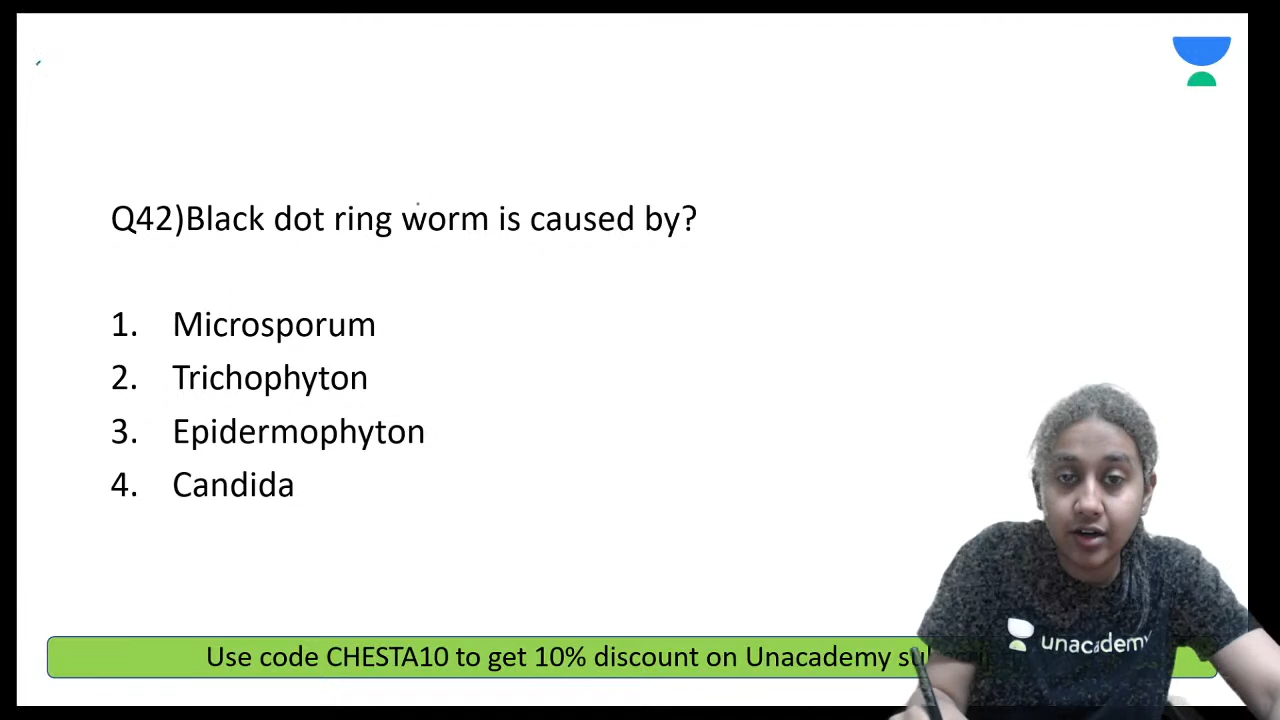 Q42)Black dot ring worm is caused by?
1. Microsporum
2. Trichophyton
3. Epidermophyton
4. Candida
Use code CHESTA10 to get 10% discount on Unacademy
unacademy